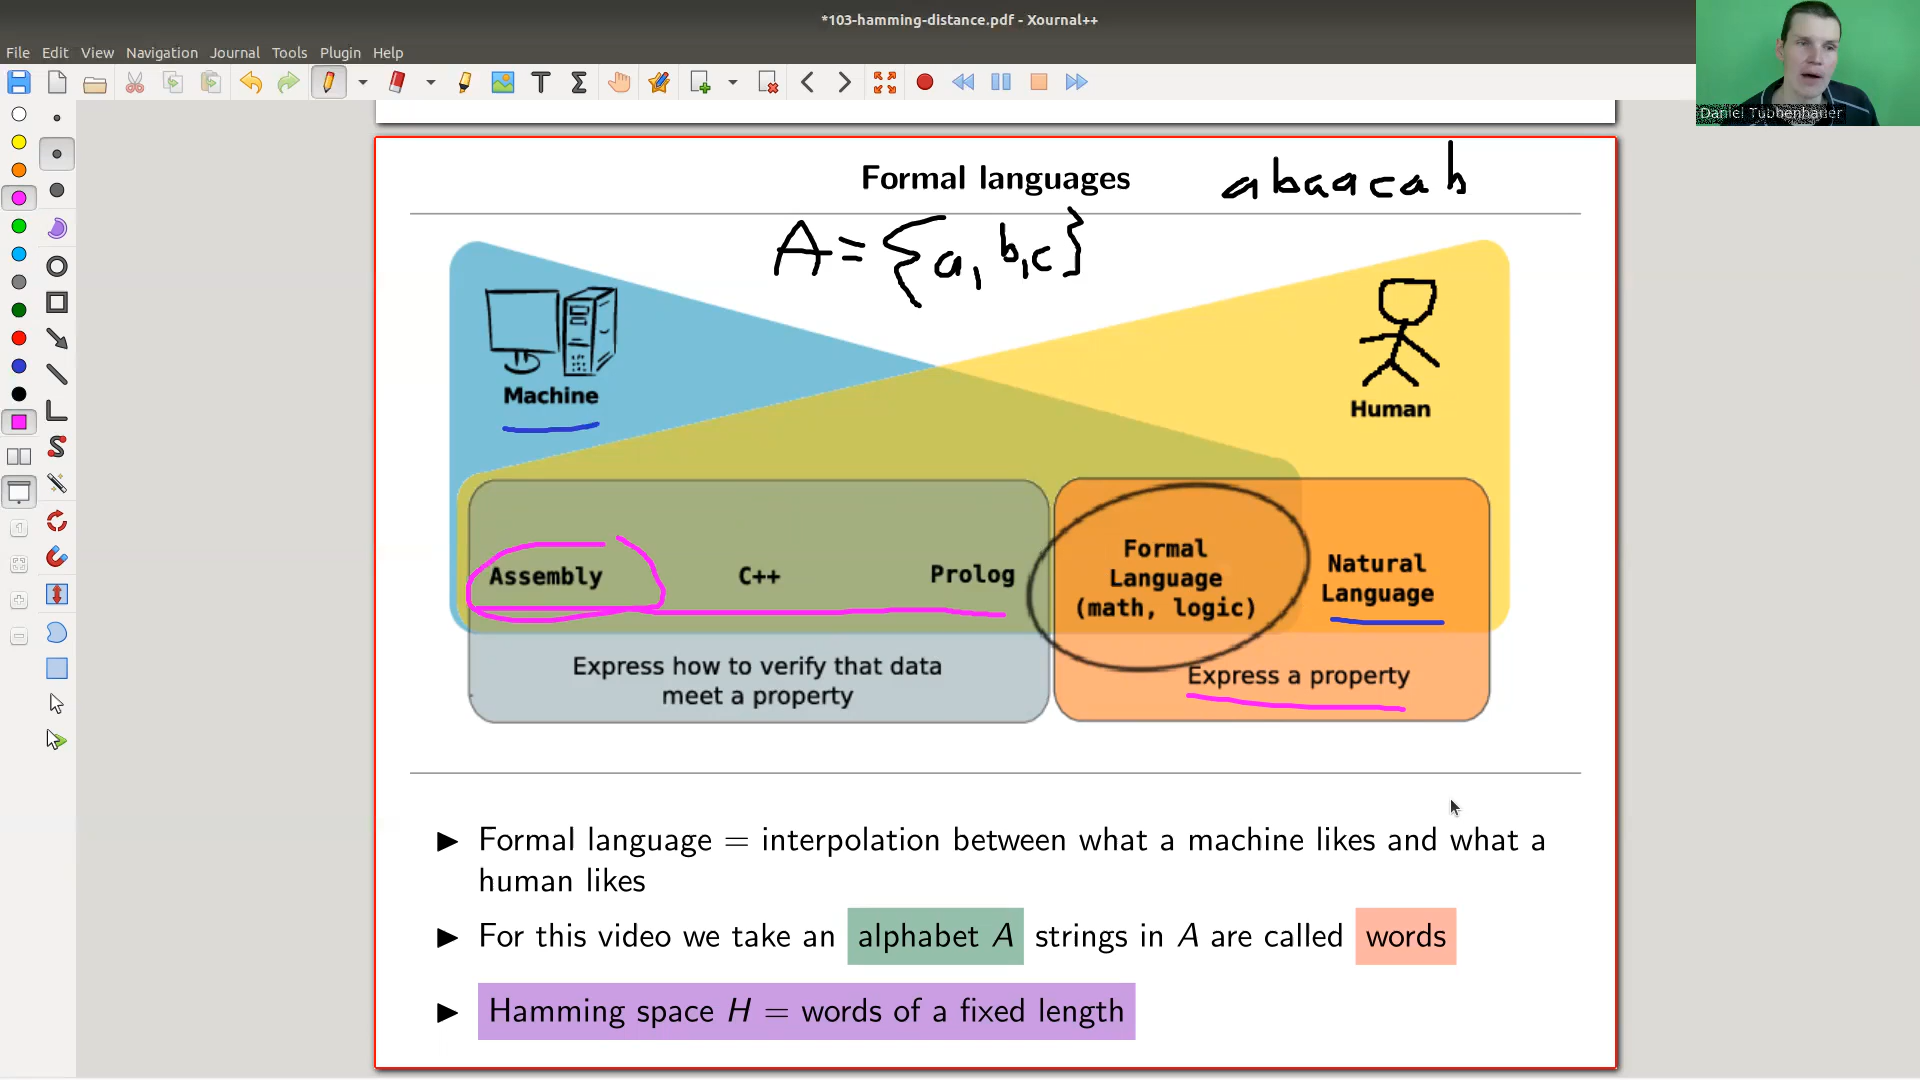 *103-hamming-distance.pdf - Xournal++
File Edit View Navigation Journal Tools Plugin Help
Daniel Tubbenhauer
Formal languages
abaacab
A = {a, b, c}
Machine
Human
Assembly
C++
Prolog
Formal
Language
(math, logic)
Natural
Language
Express how to verify that data
meet a property
Express a property
▶ Formal language = interpolation between what a machine likes and what a
human likes
▶ For this video we take an alphabet A strings in A are called words
▶ Hamming space H = words of a fixed length